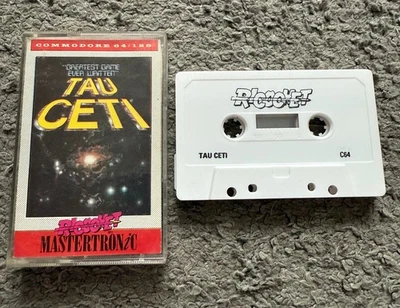 COMMODORE 64/128
GREATEST GAME
EVER WRITTEN
TAU
CETI
RICOCHET
MASTERTRONiC
RICOCHET
TAU CETI
C64